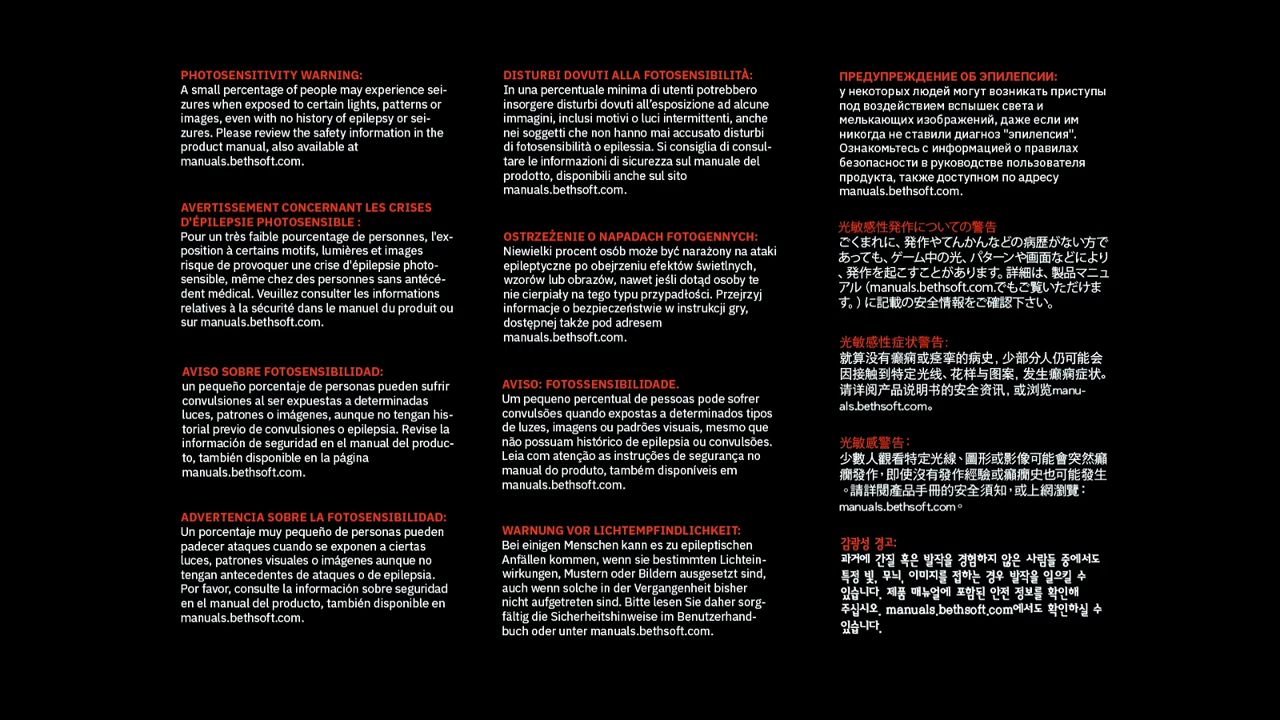 PHOTOSENSITIVITY WARNING:
A small percentage of people may experience sei-
zures when exposed to certain lights, patterns or
images, even with no history of epilepsy or sei-
zures. Please review the safety information in the
product manual, also available at
manuals.bethsoft.com.
AVERTISSEMENT CONCERNANT LES CRISES
D'ÉPILEPSIE PHOTOSENSIBLE :
Pour un très faible pourcentage de personnes, l'ex-
position à certains motifs, lumières et images
risque de provoquer une crise d'épilepsie photo-
sensible, même chez des personnes sans antécé-
dent médical. Veuillez consulter les informations
relatives à la sécurité dans le manuel du produit ou
sur manuals.bethsoft.com.
AVISO SOBRE FOTOSENSIBILIDAD:
un pequeño porcentaje de personas pueden sufrir
convulsiones al ser expuestas a determinadas
luces, patrones o imágenes, aunque no tengan his-
torial previo de convulsiones o epilepsia. Revise la
información de seguridad en el manual del produc-
to, también disponible en la página
manuals.bethsoft.com.
ADVERTENCIA SOBRE LA FOTOSENSIBILIDAD:
Un porcentaje muy pequeño de personas pueden
padecer ataques cuando se exponen a ciertas
luces, patrones visuales o imágenes aunque no
tengan antecedentes de ataques o de epilepsia.
Por favor, consulte la información sobre seguridad
en el manual del producto, también disponible en
manuals.bethsoft.com.
DISTURBI DOVUTI ALLA FOTOSENSIBILITÀ:
In una percentuale minima di utenti potrebbero
insorgere disturbi dovuti all'esposizione ad alcune
immagini, inclusi motivi o luci intermittenti, anche
nei soggetti che non hanno mai accusato disturbi
di fotosensibilità o epilessia. Si consiglia di consul-
tare le informazioni di sicurezza sul manuale del
prodotto, disponibili anche sul sito
manuals.bethsoft.com.
OSTRZEŻENIE O NAPADACH FOTOGENNYCH:
Niewielki procent osób może być narażony na ataki
epileptyczne po obejrzeniu efektów świetlnych,
wzorów lub obrazów, nawet jeśli dotąd osoby te
nie cierpiały na tego typu przypadłości. Przejrzyj
informacje o bezpieczeństwie w instrukcji gry,
dostępnej także pod adresem
manuals.bethsoft.com.
AVISO: FOTOSSENSIBILIDADE.
Um pequeno percentual de pessoas pode sofrer
convulsões quando expostas a determinados tipos
de luzes, imagens ou padrões visuais, mesmo que
não possuam histórico de epilepsia ou convulsões.
Leia com atenção as instruções de segurança no
manual do produto, também disponíveis em
manuals.bethsoft.com.
WARNUNG VOR LICHTEMPFINDLICHKEIT:
Bei einigen Menschen kann es zu epileptischen
Anfällen kommen, wenn sie bestimmten Lichtein-
wirkungen, Mustern oder Bildern ausgesetzt sind,
auch wenn solche in der Vergangenheit bisher
nicht aufgetreten sind. Bitte lesen Sie daher sorg-
fältig die Sicherheitshinweise im Benutzerhand-
buch oder unter manuals.bethsoft.com.
ПРЕДУПРЕЖДЕНИЕ ОБ ЭПИЛЕПСИИ:
у некоторых людей могут возникать приступы
под воздействием вспышек света и
мелькающих изображений, даже если им
никогда не ставили диагноз "эпилепсия".
Ознакомьтесь с информацией о правилах
безопасности в руководстве пользователя
продукта, также доступном по адресу
manuals.bethsoft.com.
光敏感性発作についての警告
ごくまれに、発作やてんかんなどの病歴がない方で
あっても、ゲーム中の光、パターンや画面などにより
、発作を起こすことがあります。詳細は、製品マニュ
アル（manuals.bethsoft.comでもご覧いただけま
す。）に記載の安全情報をご確認下さい。
光敏感性症状警告：
就算没有癫痫或痉挛的病史，少部分人仍可能会
因接触到特定光线、花样与图案，发生癫痫症状。
请详阅产品说明书的安全资讯，或浏览manu-
als.bethsoft.com。
光敏感警告：
少數人觀看特定光線、圖形或影像可能會突然癲
癇發作，即使沒有發作經驗或癲癇史也可能發生
。請詳閱產品手冊的安全須知，或上網瀏覽：
manuals.bethsoft.com。
감광성 경고:
과거에 간질 혹은 발작을 경험하지 않은 사람들 중에서도
특정 빛, 무늬, 이미지를 접하는 경우 발작을 일으킬 수
있습니다. 제품 매뉴얼에 포함된 안전 정보를 확인해
주십시오. manuals.bethsoft.com에서도 확인하실 수
있습니다.